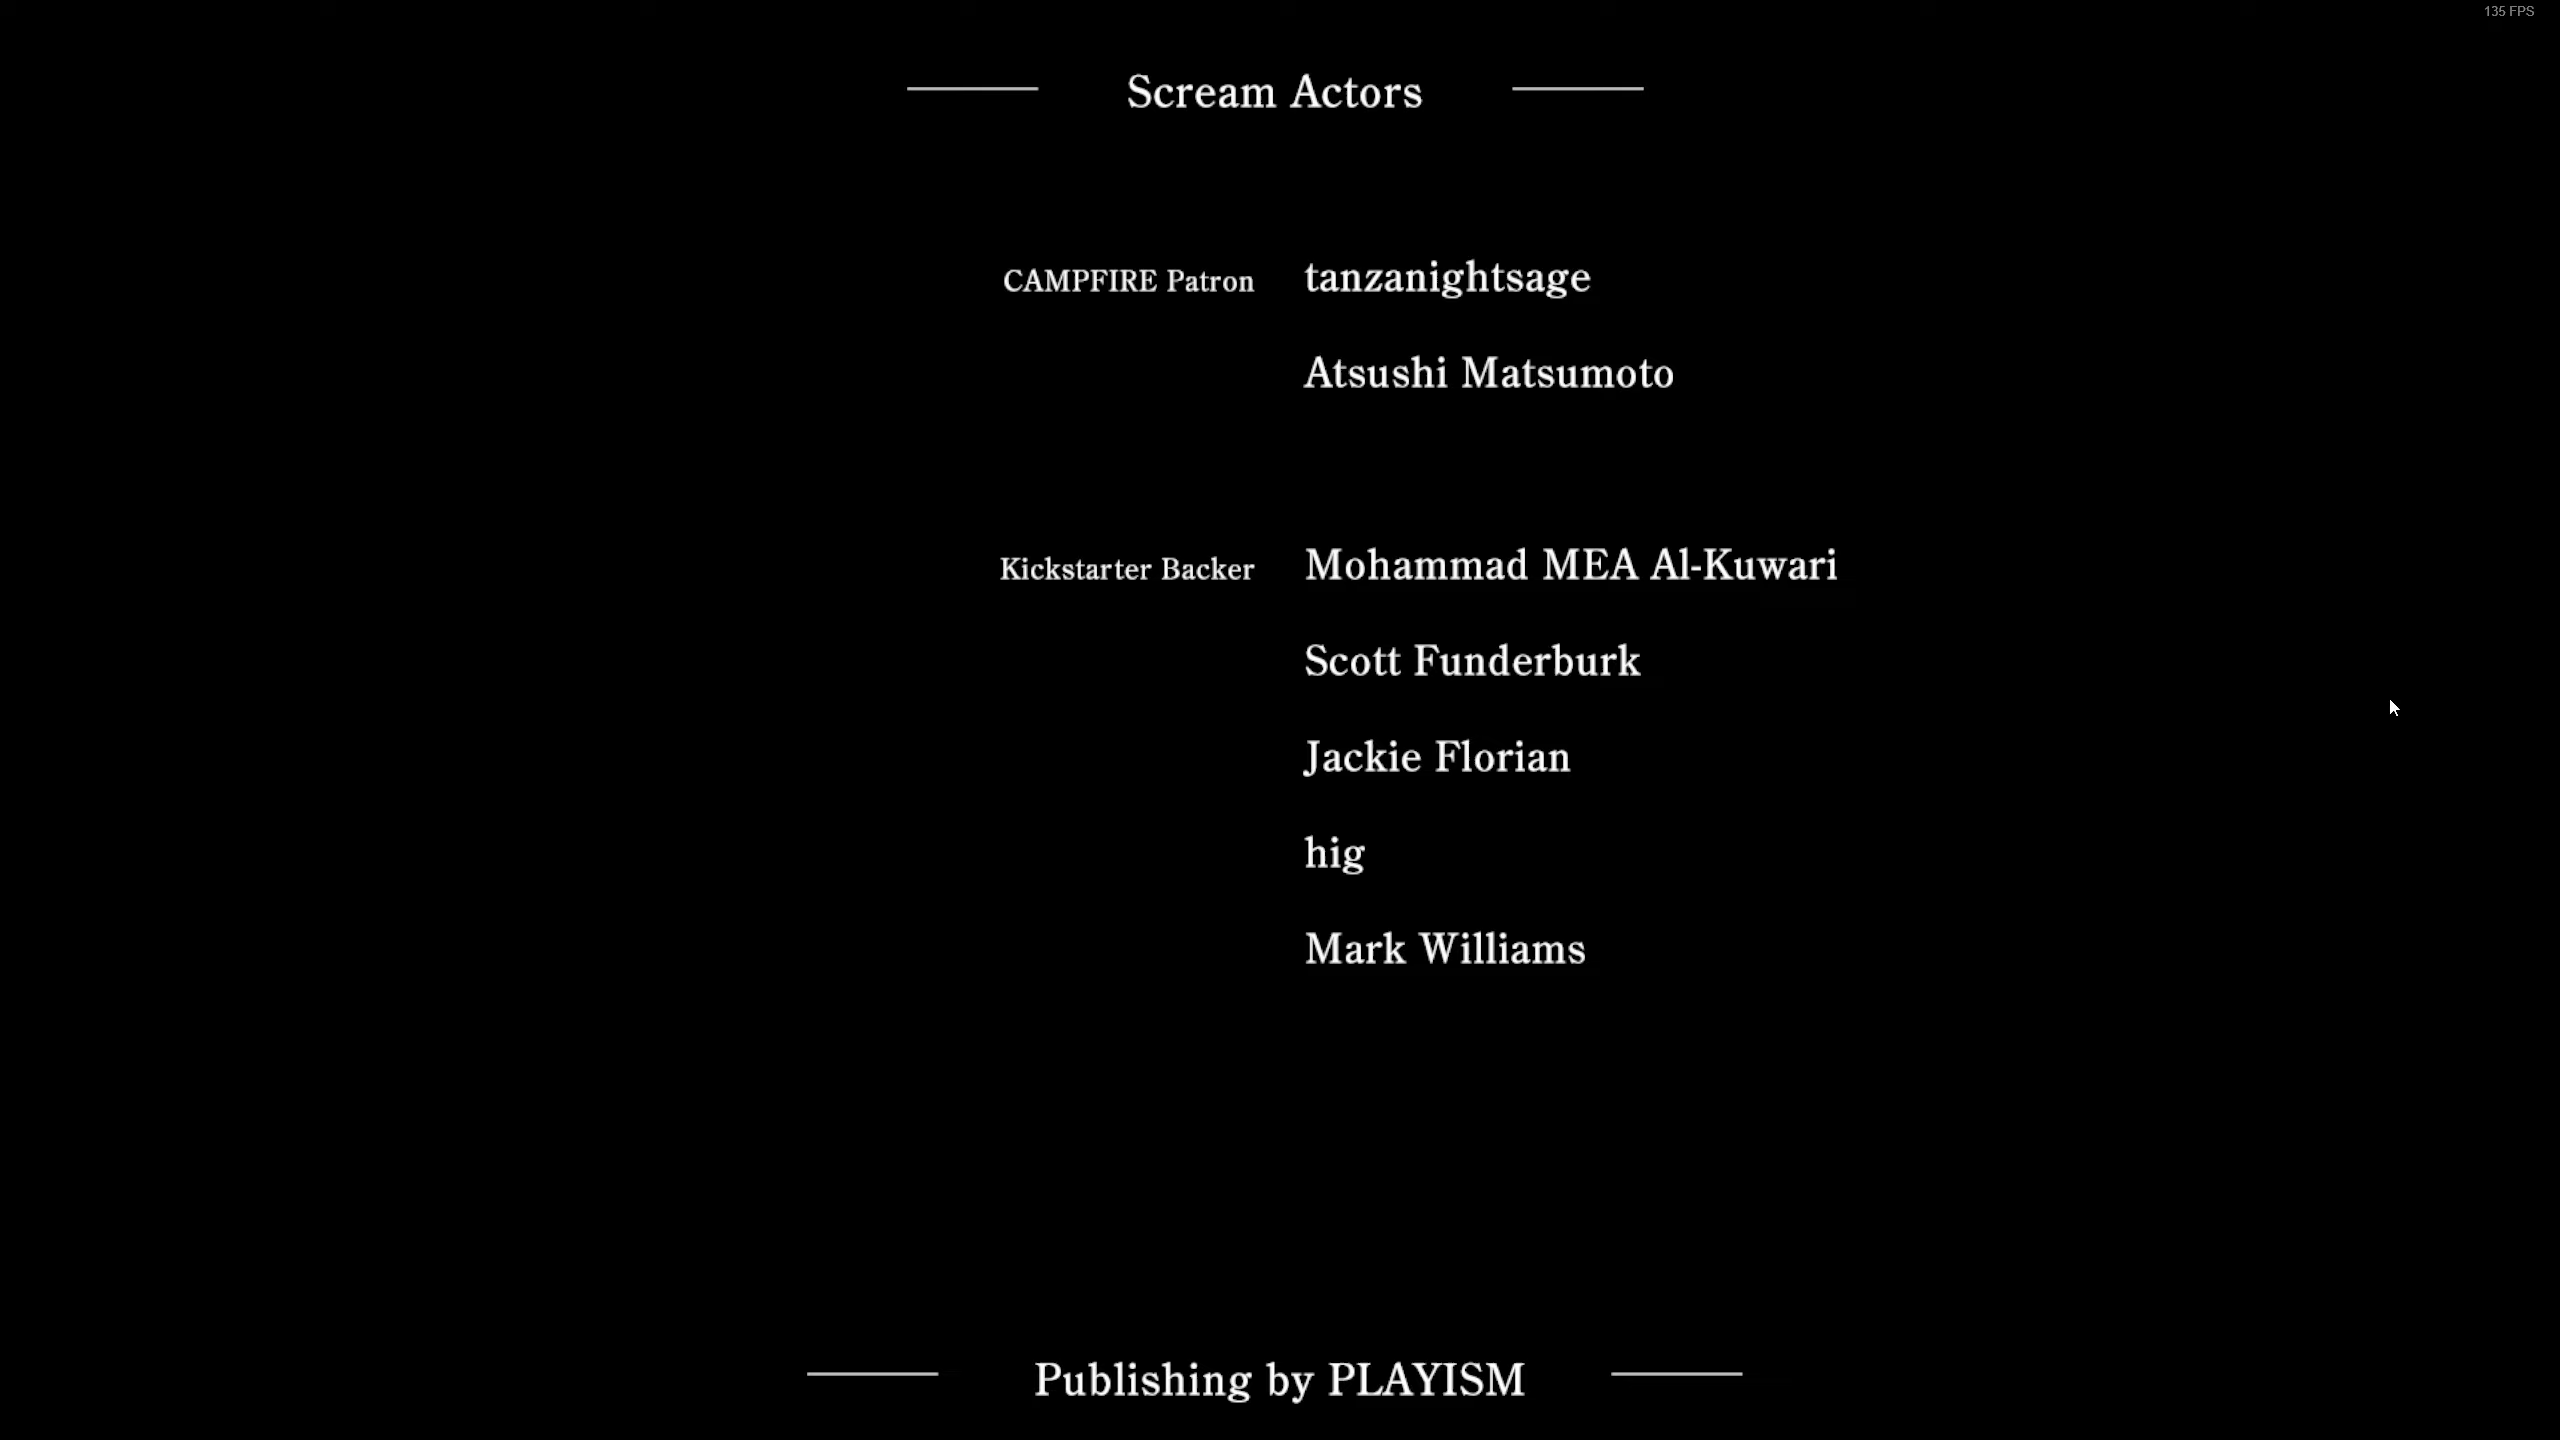 135 FPS
Scream Actors
CAMPFIRE Patron tanzanightsage
Atsushi Matsumoto
Kickstarter Backer Mohammad MEA Al-Kuwari
Scott Funderburk
Jackie Florian
hig
Mark Williams
Publishing by PLAYISM